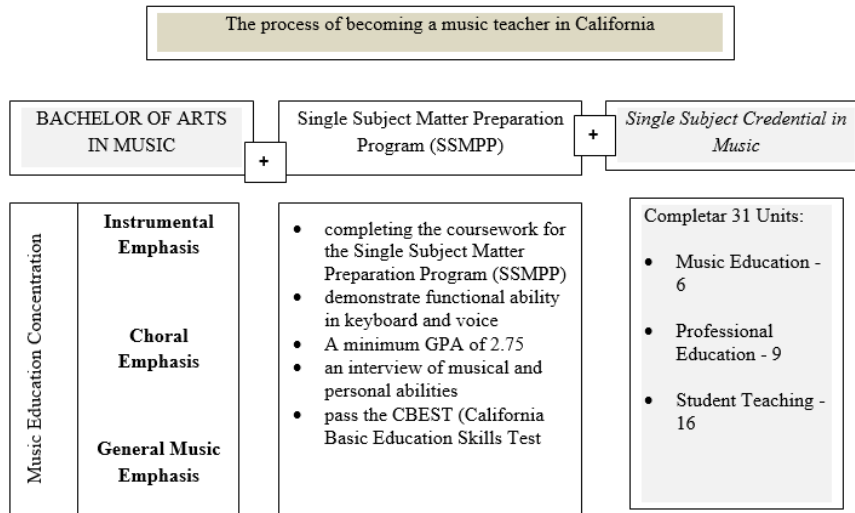 The process of becoming a music teacher in California
BACHELOR OF ARTS
IN MUSIC
+
Single Subject Matter Preparation
Program (SSMPP)
+
Single Subject Credential in
Music
Music Education Concentration
Instrumental
Emphasis
Choral
Emphasis
General Music
Emphasis
• completing the coursework for
the Single Subject Matter
Preparation Program (SSMPP)
• demonstrate functional ability
in keyboard and voice
• A minimum GPA of 2.75
• an interview of musical and
personal abilities
• pass the CBEST (California
Basic Education Skills Test
Completar 31 Units:
• Music Education -
6
• Professional
Education - 9
• Student Teaching -
16